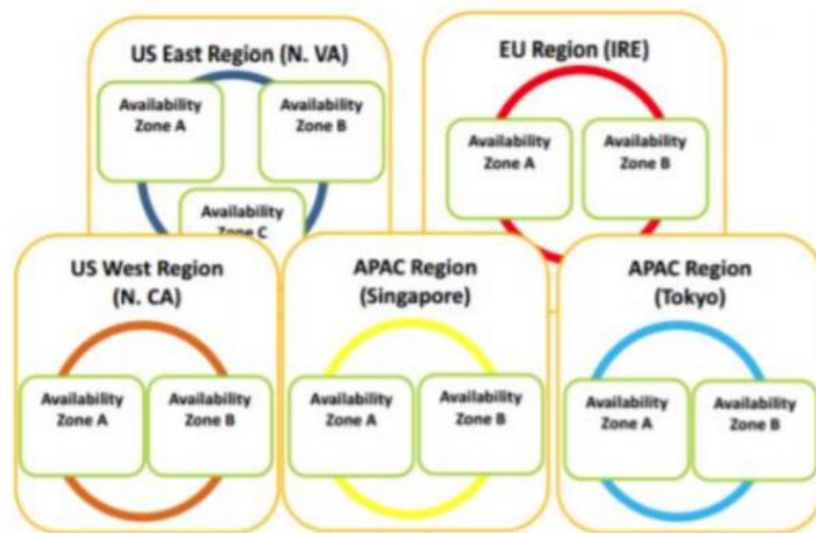 US East Region (N. VA)
Availability
Zone A
Availability
Zone B
Availability
Zone C
EU Region (IRE)
Availability
Zone A
Availability
Zone B
US West Region
(N. CA)
Availability
Zone A
Availability
Zone B
APAC Region
(Singapore)
Availability
Zone A
Availability
Zone B
APAC Region
(Tokyo)
Availability
Zone A
Availability
Zone B